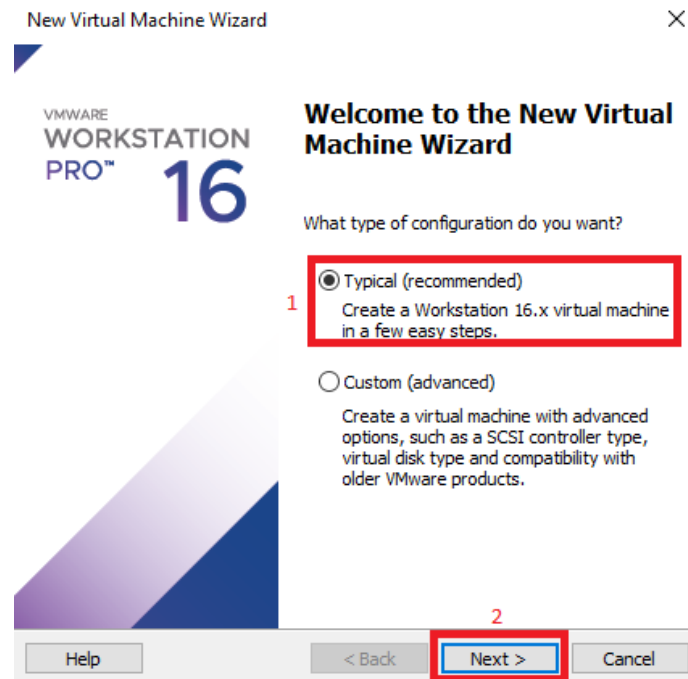 New Virtual Machine Wizard
VMWARE
WORKSTATION
PRO™ 16
Welcome to the New Virtual
Machine Wizard
What type of configuration do you want?
1
Typical (recommended)
Create a Workstation 16.x virtual machine
in a few easy steps.
Custom (advanced)
Create a virtual machine with advanced
options, such as a SCSI controller type,
virtual disk type and compatibility with
older VMware products.
2
Help
< Back
Next >
Cancel